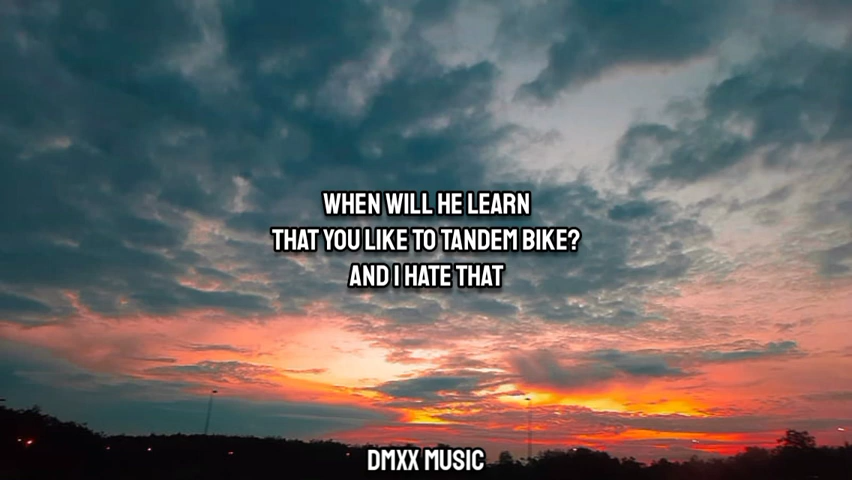 WHEN WILL HE LEARN
THAT YOU LIKE TO TANDEM BIKE?
AND I HATE THAT
DMXX MUSIC